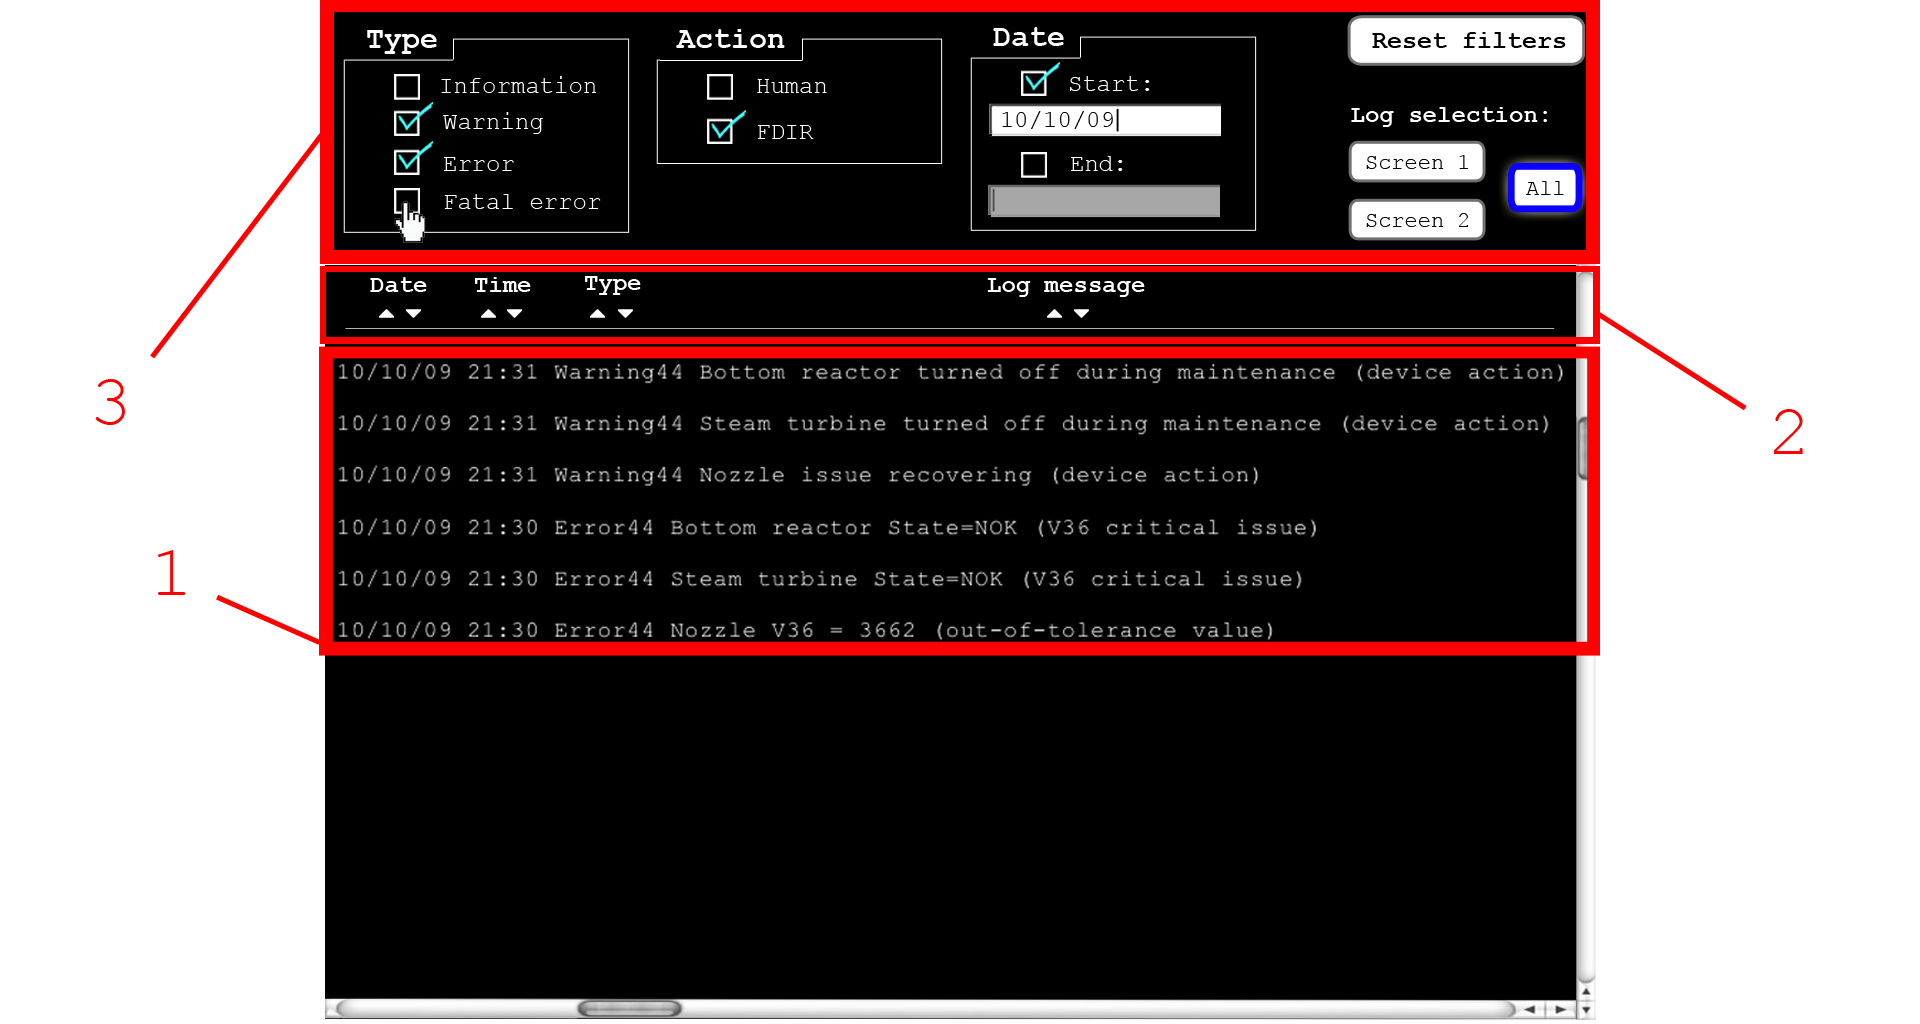 Type
Information
Warning
Error
Fatal error
Action
Human
FDIR
Date
Start:
10/10/09
End:
Reset filters
Log selection:
Screen 1
All
Screen 2
Date Time Type Log message
10/10/09 21:31 Warning44 Bottom reactor turned off during maintenance (device action)
10/10/09 21:31 Warning44 Steam turbine turned off during maintenance (device action)
10/10/09 21:31 Warning44 Nozzle issue recovering (device action)
10/10/09 21:30 Error44 Bottom reactor State=NOK (V36 critical issue)
10/10/09 21:30 Error44 Steam turbine State=NOK (V36 critical issue)
10/10/09 21:30 Error44 Nozzle V36 = 3662 (out-of-tolerance value)
3
2
1